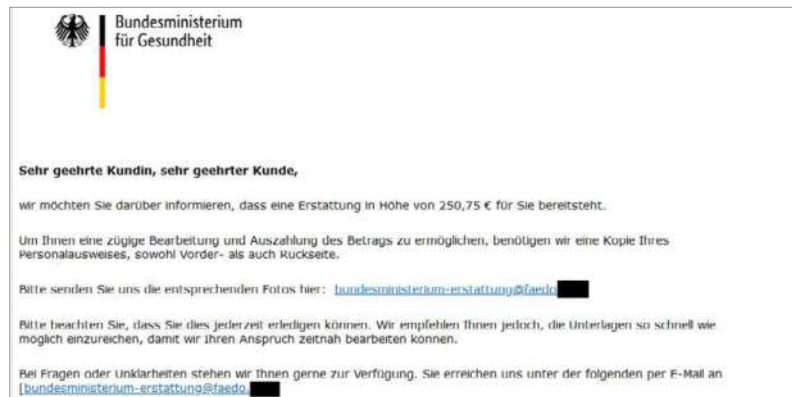 Bundesministerium
für Gesundheit
Sehr geehrte Kundin, sehr geehrter Kunde,
wir möchten Sie darüber informieren, dass eine Erstattung in Höhe von 250,75 € für Sie bereitsteht.
Um Ihnen eine zügige Bearbeitung und Auszahlung des Betrags zu ermöglichen, benötigen wir eine Kopie Ihres
Personalausweises, sowohl Vorder- als auch Rückseite.
Bitte senden Sie uns die entsprechenden Fotos hier: bundesministerium-erstattung@faedo
Bitte beachten Sie, dass Sie dies jederzeit erledigen können. Wir empfehlen Ihnen jedoch, die Unterlagen so schnell wie
möglich einzureichen, damit wir Ihren Anspruch zeitnah bearbeiten können.
Bei Fragen oder Unklarheiten stehen wir Ihnen gerne zur Verfügung. Sie erreichen uns unter der folgenden per E-Mail an
[bundesministerium-erstattung@faedo.